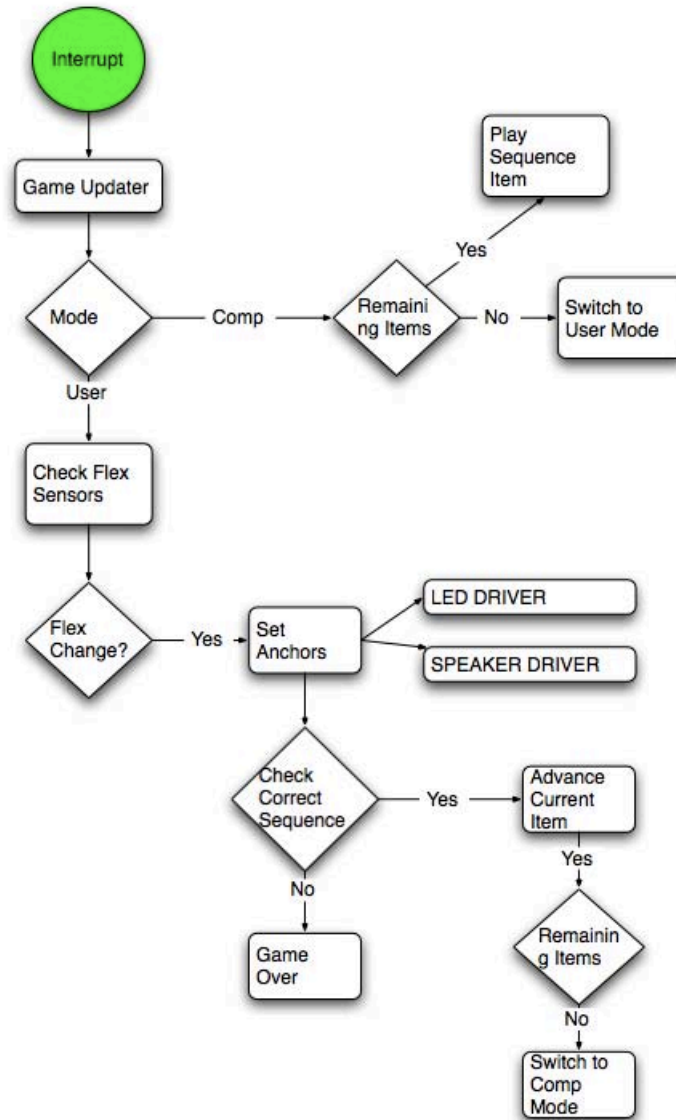 Interrupt
Game Updater
Play
Sequence
Item
Yes
Mode
Comp
Remaini
ng Items
No
Switch to
User Mode
User
Check Flex
Sensors
LED DRIVER
Flex
Change?
Yes
Set
Anchors
SPEAKER DRIVER
Check
Correct
Sequence
Yes
Advance
Current
Item
Yes
No
Remainin
g Items
Game
Over
No
Switch to
Comp
Mode